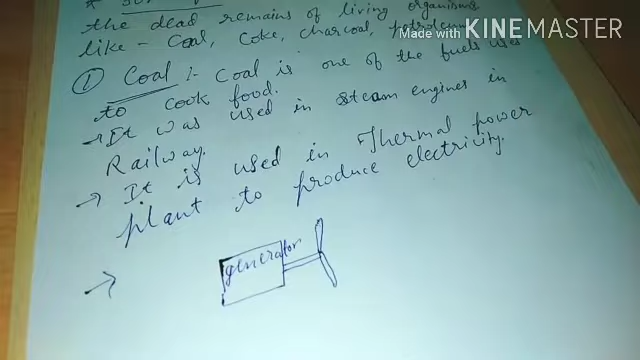 the dead remains of living organisms
like - Coal, Coke, charcoal, petroleum
Made with KINEMASTER
① Coal :- Coal is one of the fuels uses
to cook food.
→ It was used in steam engines in
Railway.
→ It is used in Thermal power
plant to produce electricity.
→
generator